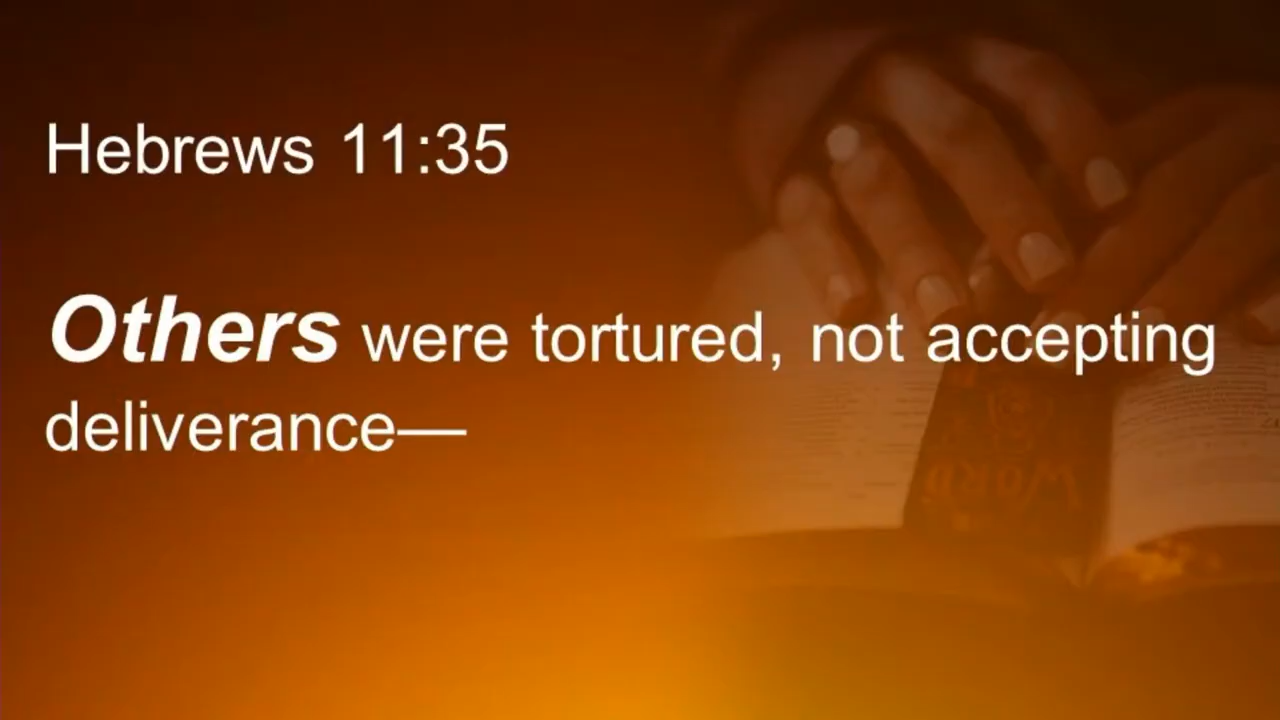 Hebrews 11:35
Others were tortured, not accepting
deliverance—